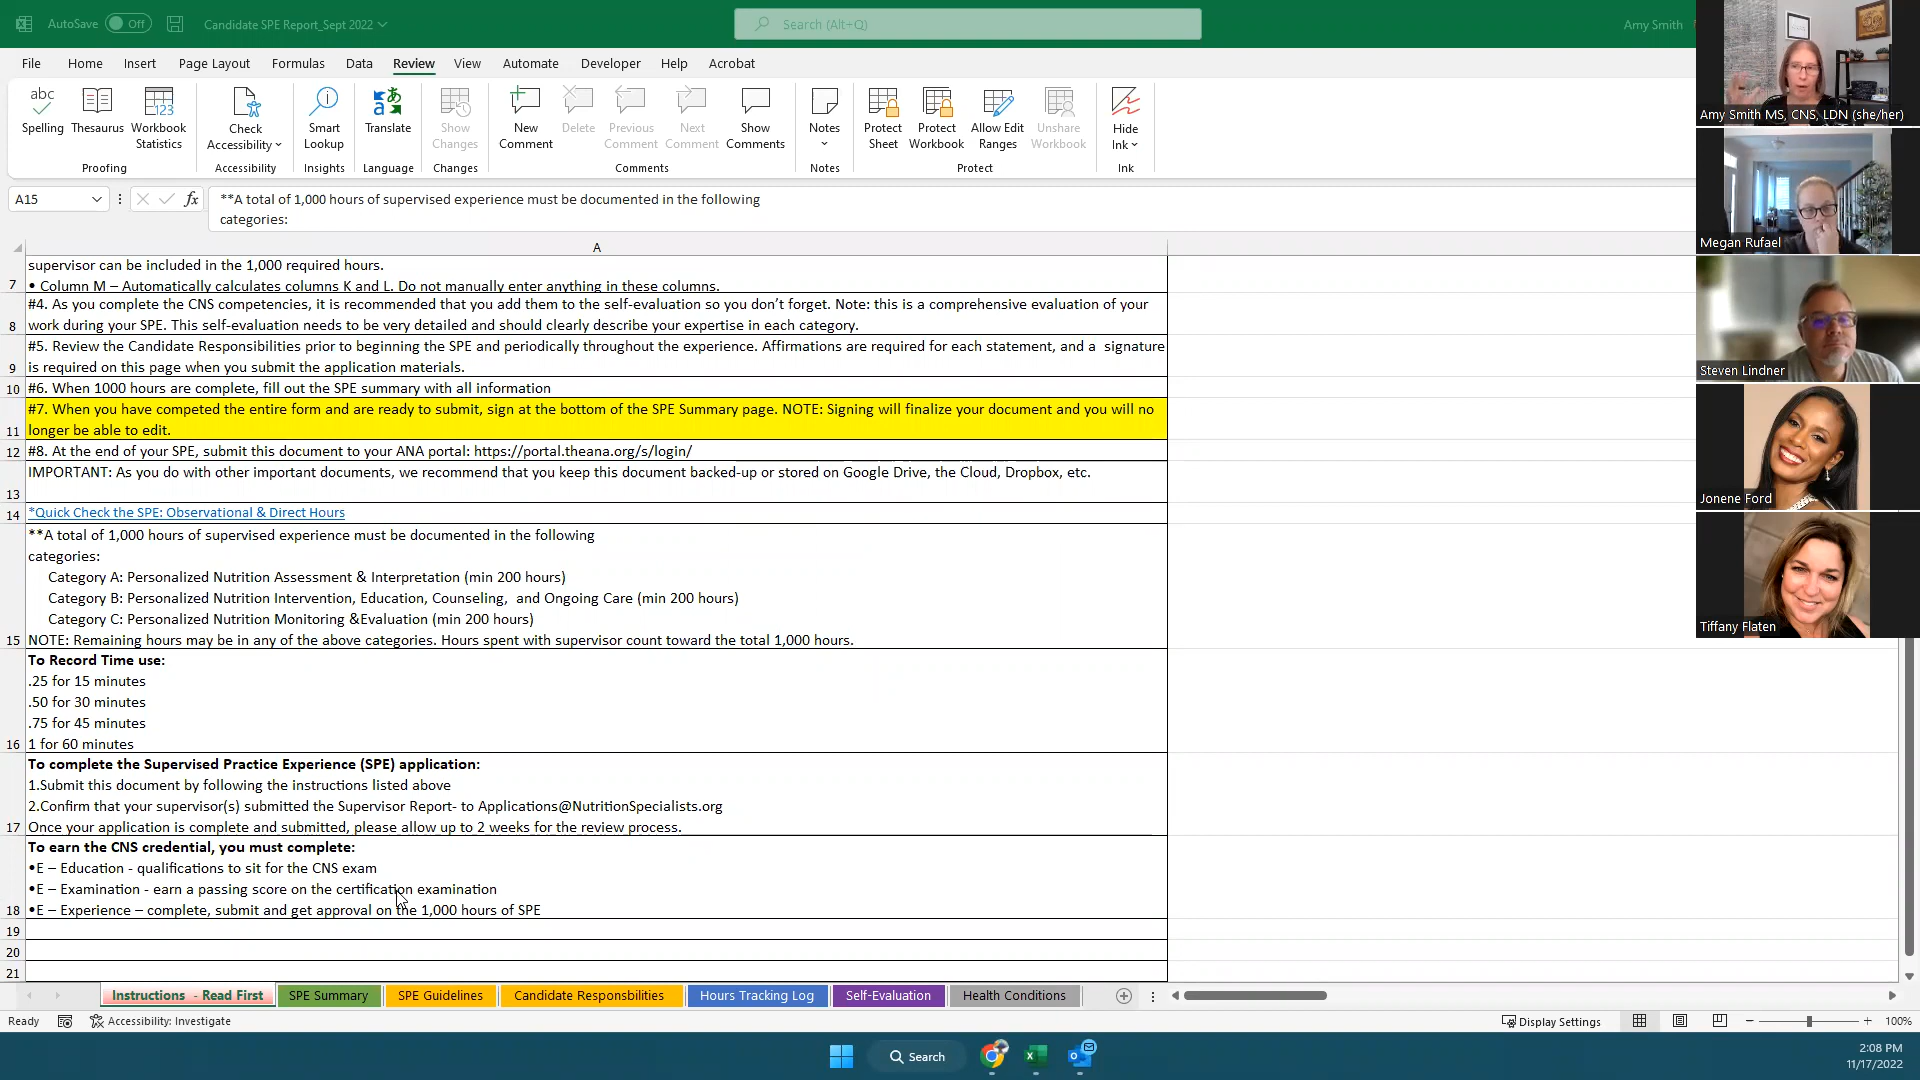 AutoSave Off Candidate SPE Report_Sept 2022 Search (Alt+Q) Amy Smith
File Home Insert Page Layout Formulas Data Review View Automate Developer Help Acrobat
abc
Spelling Thesaurus Workbook Statistics
Check Accessibility
Smart Lookup
Translate
Show Changes
New Comment Delete Previous Comment Next Comment Show Comments
Notes
Protect Sheet Protect Workbook Allow Edit Ranges Unshare Workbook
Hide Ink
Proofing Accessibility Insights Language Changes Comments Notes Protect Ink
A15 fx **A total of 1,000 hours of supervised experience must be documented in the following
categories:
A
supervisor can be included in the 1,000 required hours.
7 • Column M – Automatically calculates columns K and L. Do not manually enter anything in these columns.
#4. As you complete the CNS competencies, it is recommended that you add them to the self-evaluation so you don’t forget. Note: this is a comprehensive evaluation of your
8 work during your SPE. This self-evaluation needs to be very detailed and should clearly describe your expertise in each category.
#5. Review the Candidate Responsibilities prior to beginning the SPE and periodically throughout the experience. Affirmations are required for each statement, and a signature
9 is required on this page when you submit the application materials.
10 #6. When 1000 hours are complete, fill out the SPE summary with all information
#7. When you have competed the entire form and are ready to submit, sign at the bottom of the SPE Summary page. NOTE: Signing will finalize your document and you will no
11 longer be able to edit.
12 #8. At the end of your SPE, submit this document to your ANA portal: https://portal.theana.org/s/login/
IMPORTANT: As you do with other important documents, we recommend that you keep this document backed-up or stored on Google Drive, the Cloud, Dropbox, etc.
13
14 *Quick Check the SPE: Observational & Direct Hours
**A total of 1,000 hours of supervised experience must be documented in the following
categories:
Category A: Personalized Nutrition Assessment & Interpretation (min 200 hours)
Category B: Personalized Nutrition Intervention, Education, Counseling, and Ongoing Care (min 200 hours)
Category C: Personalized Nutrition Monitoring &Evaluation (min 200 hours)
15 NOTE: Remaining hours may be in any of the above categories. Hours spent with supervisor count toward the total 1,000 hours.
To Record Time use:
.25 for 15 minutes
.50 for 30 minutes
.75 for 45 minutes
16 1 for 60 minutes
To complete the Supervised Practice Experience (SPE) application:
1.Submit this document by following the instructions listed above
2.Confirm that your supervisor(s) submitted the Supervisor Report- to Applications@NutritionSpecialists.org
17 Once your application is complete and submitted, please allow up to 2 weeks for the review process.
To earn the CNS credential, you must complete:
•E – Education - qualifications to sit for the CNS exam
•E – Examination - earn a passing score on the certification examination
18 •E – Experience – complete, submit and get approval on the 1,000 hours of SPE
19
20
21
Instructions - Read First SPE Summary SPE Guidelines Candidate Responsbilities Hours Tracking Log Self-Evaluation Health Conditions
Ready Accessibility: Investigate Display Settings 100%
Search
2:08 PM
11/17/2022
Amy Smith MS, CNS, LDN (she/her)
Megan Rufael
Steven Lindner
Jonene Ford
Tiffany Flaten